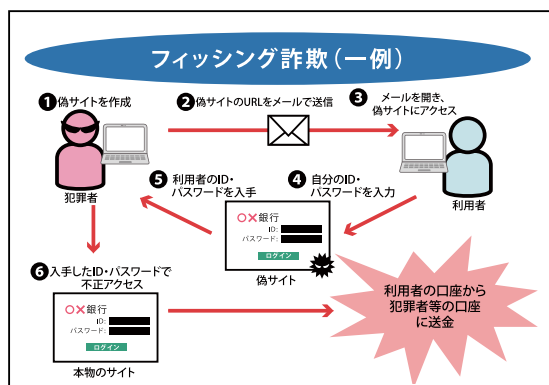 フィッシング詐欺(一例)
❶偽サイトを作成
❷偽サイトのURLをメールで送信
❸メールを開き、
偽サイトにアクセス
犯罪者
利用者
❺利用者のID・
パスワードを入手
❹自分のID・
パスワードを入力
○×銀行
ID:
パスワード:
ログイン
偽サイト
❻入手したID・パスワードで
不正アクセス
○×銀行
ID:
パスワード:
ログイン
本物のサイト
利用者の口座から
犯罪者等の口座
に送金